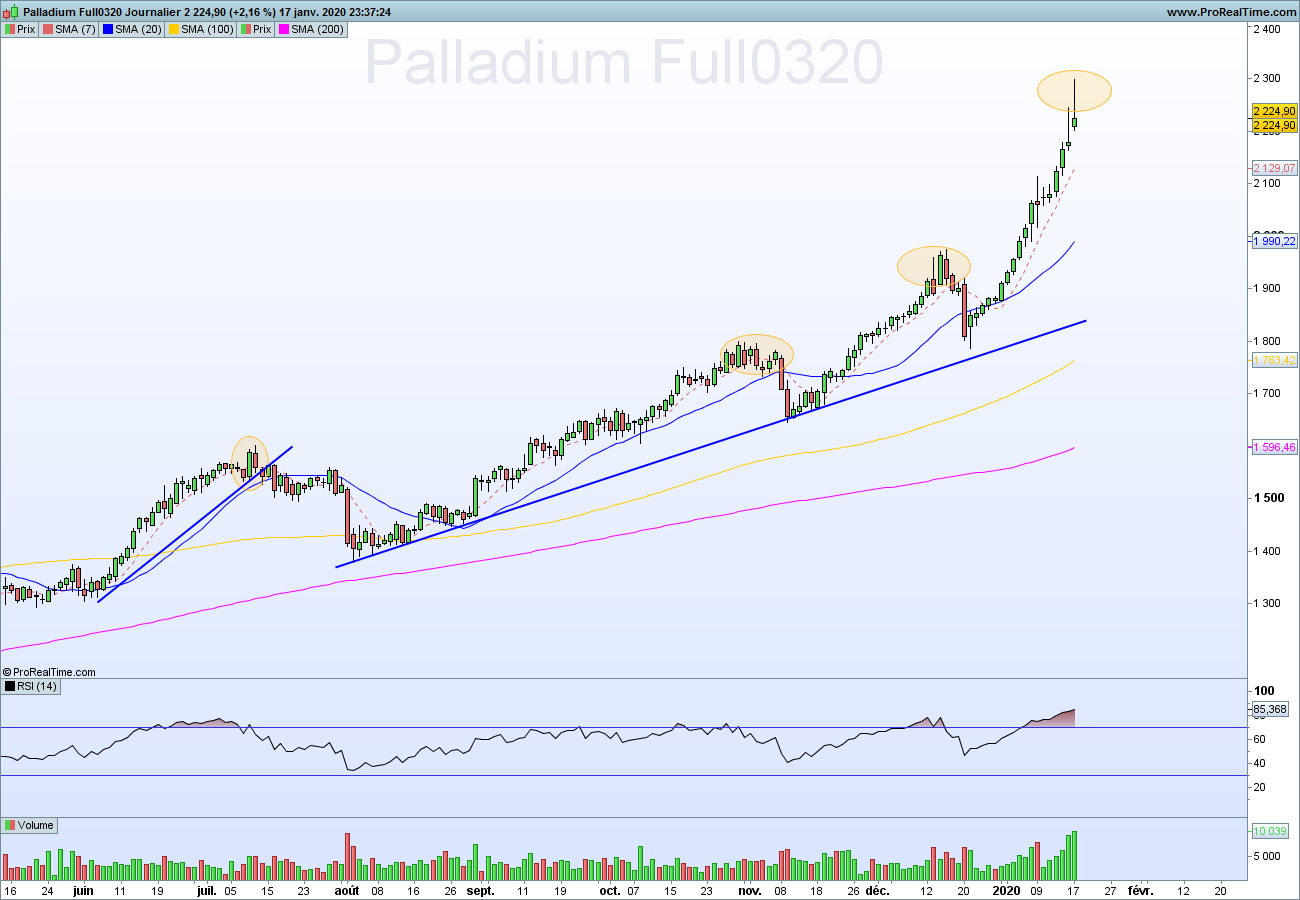 Palladium Full0320 Journalier 2 224,90 (+2,16 %) 17 janv. 2020 23:37:24
www.ProRealTime.com
Prix SMA (7) SMA (20) SMA (100) Prix SMA (200)
Palladium Full0320
2 400
2 300
2 224,90
2 224,90
2 129,07
2 100
1 990,22
1 900
1 800
1 763,42
1 700
1 596,46
1 500
1 400
1 300
© ProRealTime.com
RSI (14)
100
85,368
60
40
20
Volume
10 039
5 000
16 24 juin 11 19 juil. 05 15 23 août 08 16 26 sept. 11 19 oct. 07 15 23 nov. 08 18 26 déc. 12 20 2020 09 17 27 févr. 12 20